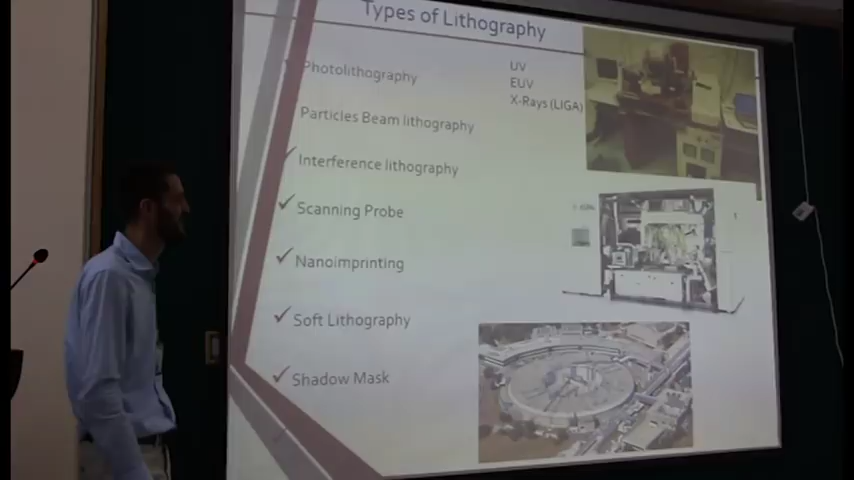 Types of Lithography
Photolithography
UV
EUV
X-Rays (LIGA)
Particles Beam lithography
Interference lithography
Scanning Probe
Nanoimprinting
Soft Lithography
Shadow Mask